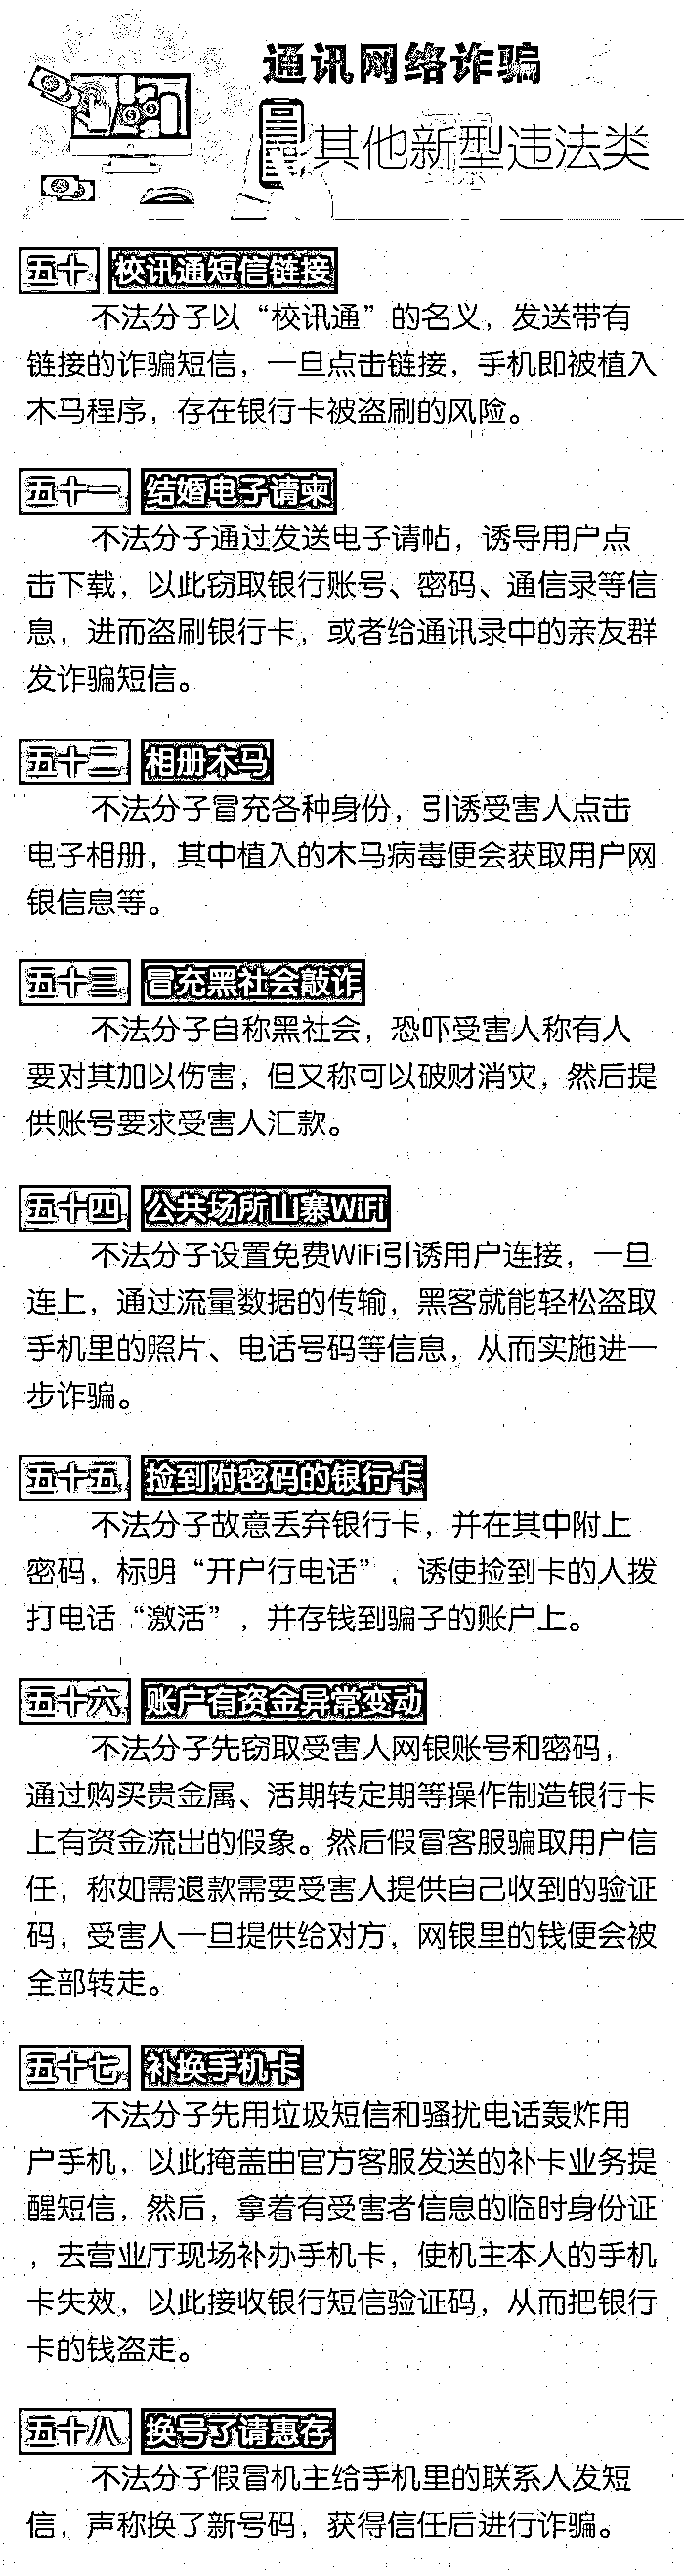 通讯网络诈骗
其他新型违法类
五十 校讯通短信链接
不法分子以“校讯通”的名义，发送带有
链接的诈骗短信，一旦点击链接，手机即被植入
木马程序，存在银行卡被盗刷的风险。
五十一 结婚电子请柬
不法分子通过发送电子请帖，诱导用户点
击下载，以此窃取银行账号、密码、通信录等信
息，进而盗刷银行卡，或者给通讯录中的亲友群
发诈骗短信。
五十二 相册木马
不法分子冒充各种身份，引诱受害人点击
电子相册，其中植入的木马病毒便会获取用户网
银信息等。
五十三 冒充黑社会敲诈
不法分子自称黑社会，恐吓受害人称有人
要对其加以伤害，但又称可以破财消灾，然后提
供账号要求受害人汇款。
五十四 公共场所山寨WiFi
不法分子设置免费WiFi引诱用户连接，一旦
连上，通过流量数据的传输，黑客就能轻松盗取
手机里的照片、电话号码等信息，从而实施进一
步诈骗。
五十五 捡到附密码的银行卡
不法分子故意丢弃银行卡，并在其中附上
密码，标明“开户行电话”，诱使捡到卡的人拨
打电话“激活”，并存钱到骗子的账户上。
五十六 账户有资金异常变动
不法分子先窃取受害人网银账号和密码，
通过购买贵金属、活期转定期等操作制造银行卡
上有资金流出的假象。然后假冒客服骗取用户信
任，称如需退款需要受害人提供自己收到的验证
码，受害人一旦提供给对方，网银里的钱便会被
全部转走。
五十七 补换手机卡
不法分子先用垃圾短信和骚扰电话轰炸用
户手机，以此掩盖由官方客服发送的补卡业务提
醒短信，然后，拿着有受害者信息的临时身份证
，去营业厅现场补办手机卡，使机主本人的手机
卡失效，以此接收银行短信验证码，从而把银行
卡的钱盗走。
五十八 换号了请惠存
不法分子假冒机主给手机里的联系人发短
信，声称换了新号码，获得信任后进行诈骗。